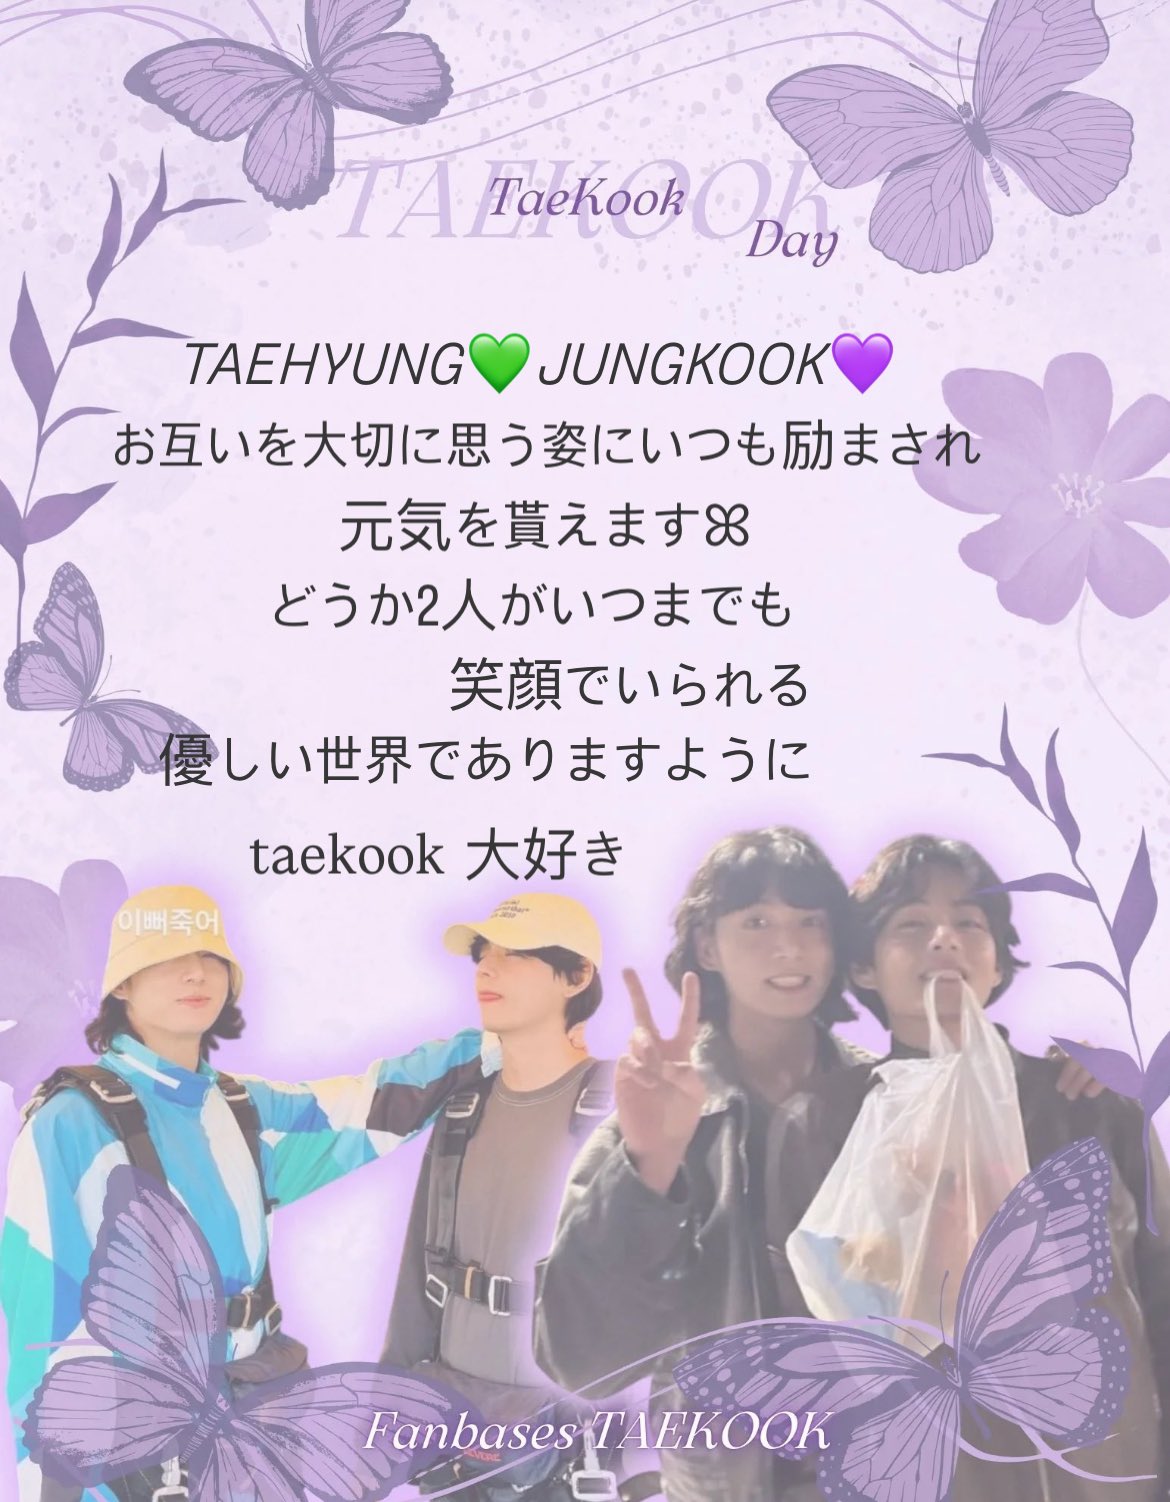 TAEKOOK
TaeKook
Day
TAEHYUNG💚JUNGKOOK💜
お互いを大切に思う姿にいつも励まされ
元気を貰えますꕤ
どうか2人がいつまでも
笑顔でいられる
優しい世界でありますように
taekook 大好き
이뻐죽어
Fanbases TAEKOOK